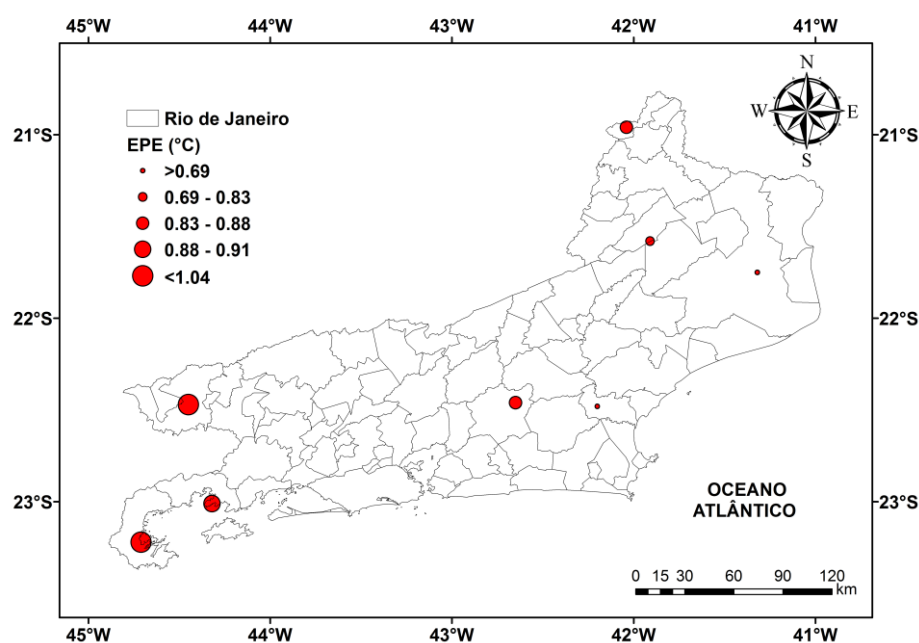 45°W 44°W 43°W 42°W 41°W
N
W E
S
21°S 21°S
Rio de Janeiro
EPE (°C)
>0.69
0.69 - 0.83
0.83 - 0.88
0.88 - 0.91
<1.04
22°S 22°S
23°S 23°S
OCEANO
ATLÂNTICO
0 15 30 60 90 120
km
45°W 44°W 43°W 42°W 41°W